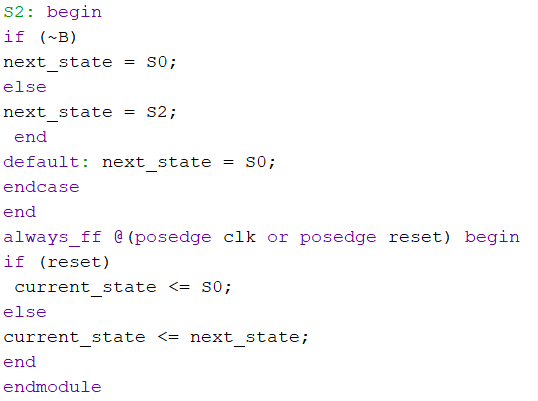 S2: begin
if (~B)
next_state = S0;
else
next_state = S2;
end
default: next_state = S0;
endcase
end
always_ff @(posedge clk or posedge reset) begin
if (reset)
current_state <= S0;
else
current_state <= next_state;
end
endmodule